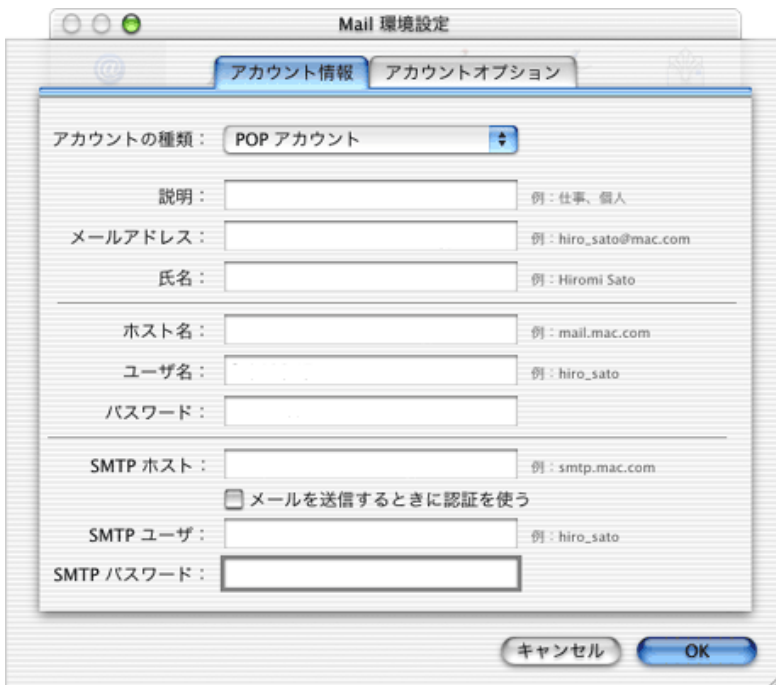 Mail 環境設定
アカウント情報 アカウントオプション
アカウントの種類： POP アカウント
説明： 例：仕事、個人
メールアドレス： 例：hiro_sato@mac.com
氏名： 例：Hiromi Sato
ホスト名： 例：mail.mac.com
ユーザ名： 例：hiro_sato
パスワード：
SMTP ホスト： 例：smtp.mac.com
メールを送信するときに認証を使う
SMTP ユーザ： 例：hiro_sato
SMTP パスワード：
キャンセル OK